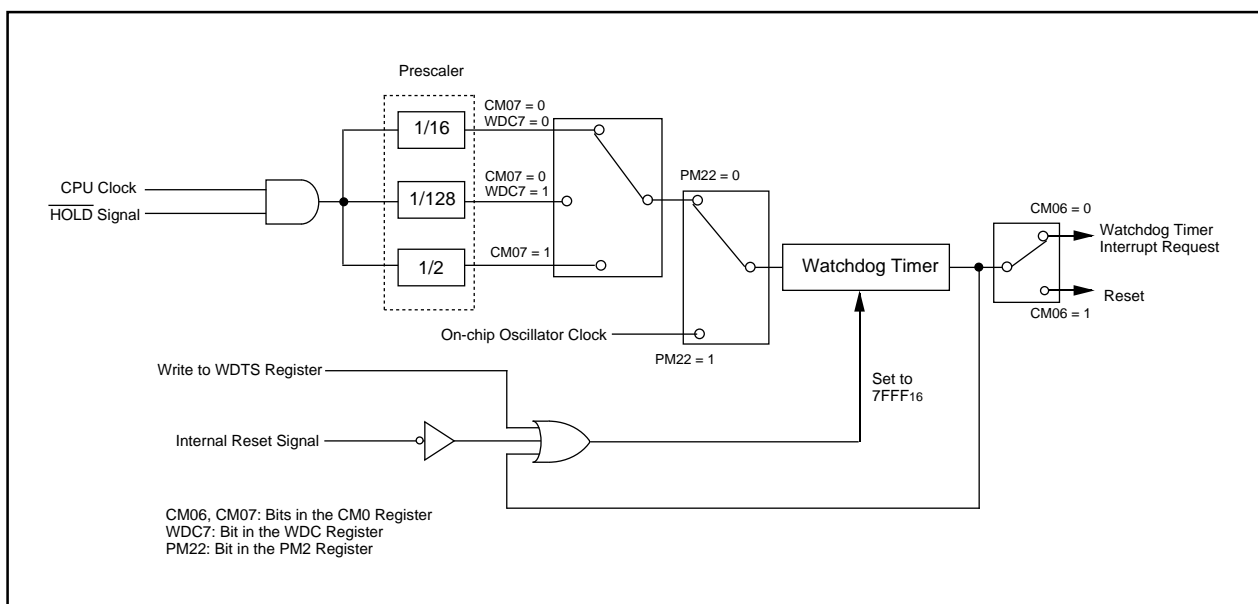 Prescaler
CM07 = 0
WDC7 = 0
1/16
CPU Clock
HOLD Signal
CM07 = 0
WDC7 = 1
1/128
CM07 = 1
1/2
PM22 = 0
On-chip Oscillator Clock
PM22 = 1
Watchdog Timer
CM06 = 0
Watchdog Timer
Interrupt Request
Reset
CM06 = 1
Write to WDTS Register
Set to
7FFF16
Internal Reset Signal
CM06, CM07: Bits in the CM0 Register
WDC7: Bit in the WDC Register
PM22: Bit in the PM2 Register